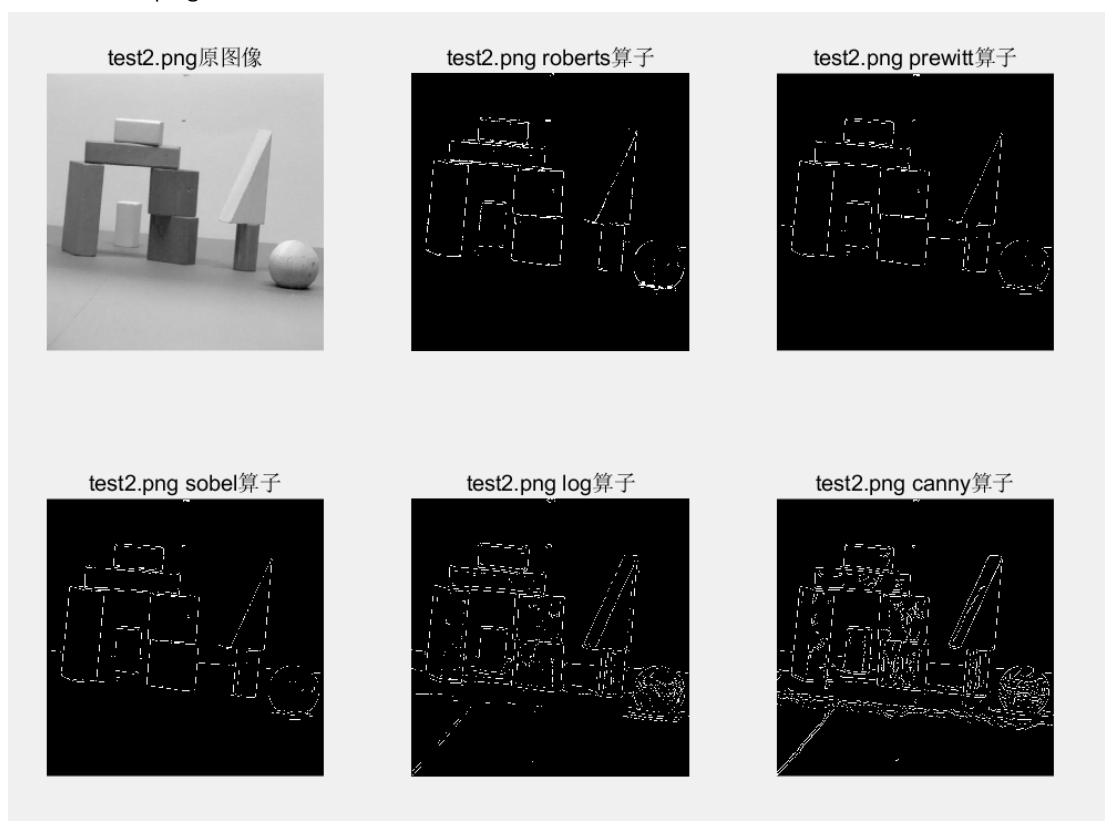 test2.png原图像
test2.png roberts算子
test2.png prewitt算子
test2.png sobel算子
test2.png log算子
test2.png canny算子